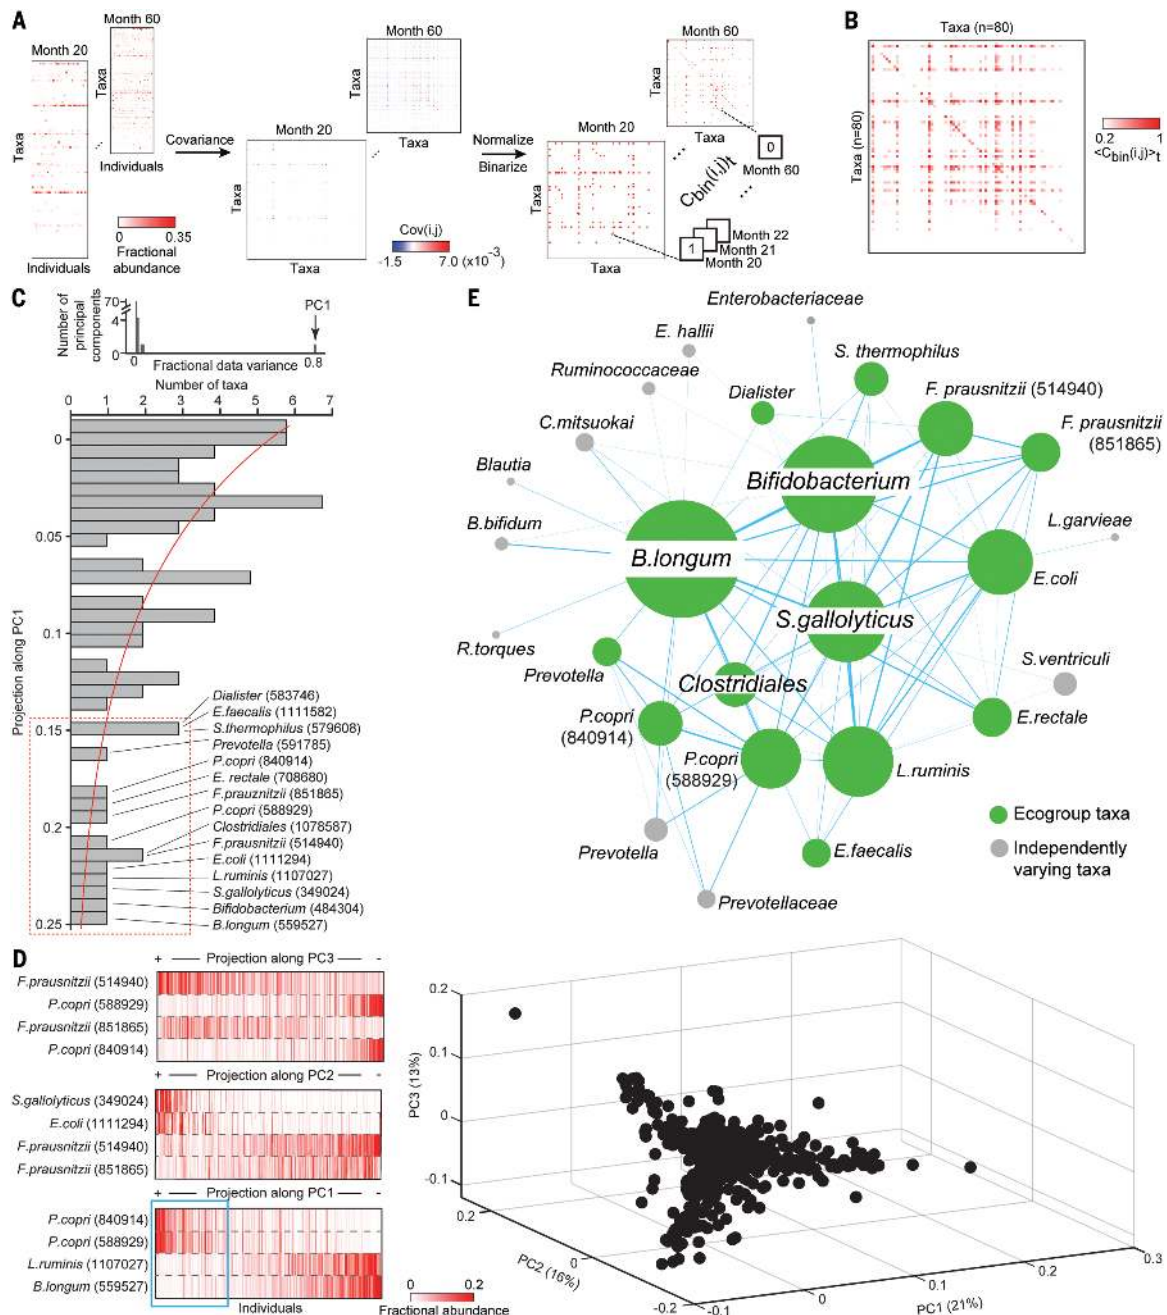 A
Month 60
Month 20
Taxa
Taxa
Individuals
Individuals
0
0.35
Fractional
abundance
Covariance
Month 60
Month 20
Taxa
Taxa
Taxa
Taxa
Cov(i,j)
-1.5
7.0 (x10-3)
Normalize
Binarize
Month 60
Month 20
Taxa
Taxa
Taxa
Taxa
Cbin(i,j)t
0
Month 60
1
Month 22
Month 21
Month 20
B
Taxa (n=80)
Taxa (n=80)
0.2
1
<Cbin(i,j)>t
C
Number of
principal
components
70
4
0
PC1
0
0.8
Fractional data variance
Number of taxa
0 1 2 3 4 5 6 7
Projection along PC1
0
0.05
0.1
0.15
0.2
0.25
Dialister (583746)
E.faecalis (1111582)
S.thermophilus (579608)
Prevotella (591785)
P.copri (840914)
E. rectale (708680)
F.prauznitzii (851865)
P.copri (588929)
Clostridiales (1078587)
F.prausnitzii (514940)
E.coli (1111294)
L.ruminis (1107027)
S.gallolyticus (349024)
Bifidobacterium (484304)
B.longum (559527)
E
Enterobacteriaceae
E. hallii
S. thermophilus
Ruminococcaceae
Dialister
F. prausnitzii (514940)
C.mitsuokai
F. prausnitzii
(851865)
Blautia
Bifidobacterium
B.bifidum
L.garvieae
B.longum
E.coli
S.gallolyticus
R.torques
Prevotella
S.ventriculi
Clostridiales
P.copri
(840914)
E.rectale
P.copri
(588929)
L.ruminis
Ecogroup taxa
Independently
varying taxa
Prevotella
E.faecalis
Prevotellaceae
D
+ Projection along PC3 -
F.prausnitzii (514940)
P.copri (588929)
F.prausnitzii (851865)
P.copri (840914)
+ Projection along PC2 -
S.gallolyticus (349024)
E.coli (1111294)
F.prausnitzii (514940)
F.prausnitzii (851865)
+ Projection along PC1 -
P.copri (840914)
P.copri (588929)
L.ruminis (1107027)
B.longum (559527)
Individuals
0
0.2
Fractional abundance
PC3 (13%)
0.2
0.1
0
-0.1
0.2
0
-0.2
PC2 (16%)
-0.1
0
0.1
0.2
0.3
PC1 (21%)